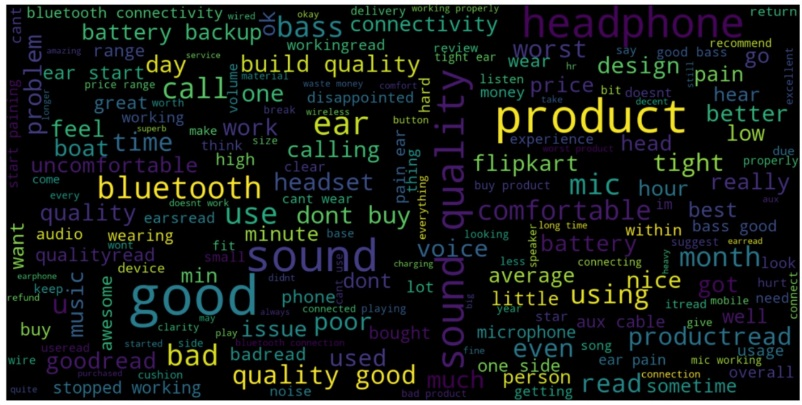 bluetooth connectivity
wired
okay
delivery
working properly
return
cant
battery backup
ok
bass
connectivity
headphone
workingread
range
day
build quality
tight ear
review
worst
say
good bass
recommend
go
problem
ear start
call
one
amazing
service
price range
great
worth
working
feel
boat
time
make
work
think
size
volume
material
waste money
disappointed
break
wireless
hard
comfort
button
hr
wear
design
pain
listen
money
price
bit
doesnt
hear
still
excellent
better
low
take
decent
product
experience
worst product
head
due
properly
start paining
longer
superb
ear
calling
thing
clear
high
uncomfortable
come
every
bluetooth
doesnt work
headset
cant wear
pain ear
everything
sound quality
flipkart
tight
buy product
mic
hour
really
aux
im
quality
use
dont buy
earsread
minute
base
voice
comfortable
best
within
bass good
want
audio
wearing
wont
fit
small
looking
long time
speaker
battery
suggest
earread
month
look
qualityread
device
sound
cant use
charging
less
connecting
average
little
using
nice
heavy
got
hurt
need
connect
earphone
refund
keep
music
u
awesome
min
good
didnt
phone
dont
lot
big
year
itread
mobile
star
aux cable
give
well
connected
playing
may
always
clarity
play
issue
poor
bought
microphone
song
productread
usage
buy
wire
useread
goodread
started
side
bluetooth connection
bad
badread
used
fine
even
ear pain
mic working
overall
one side
connection
purchased
cushion
quite
stopped working
noise
quality good
much
bad product
person
getting
read
sometime